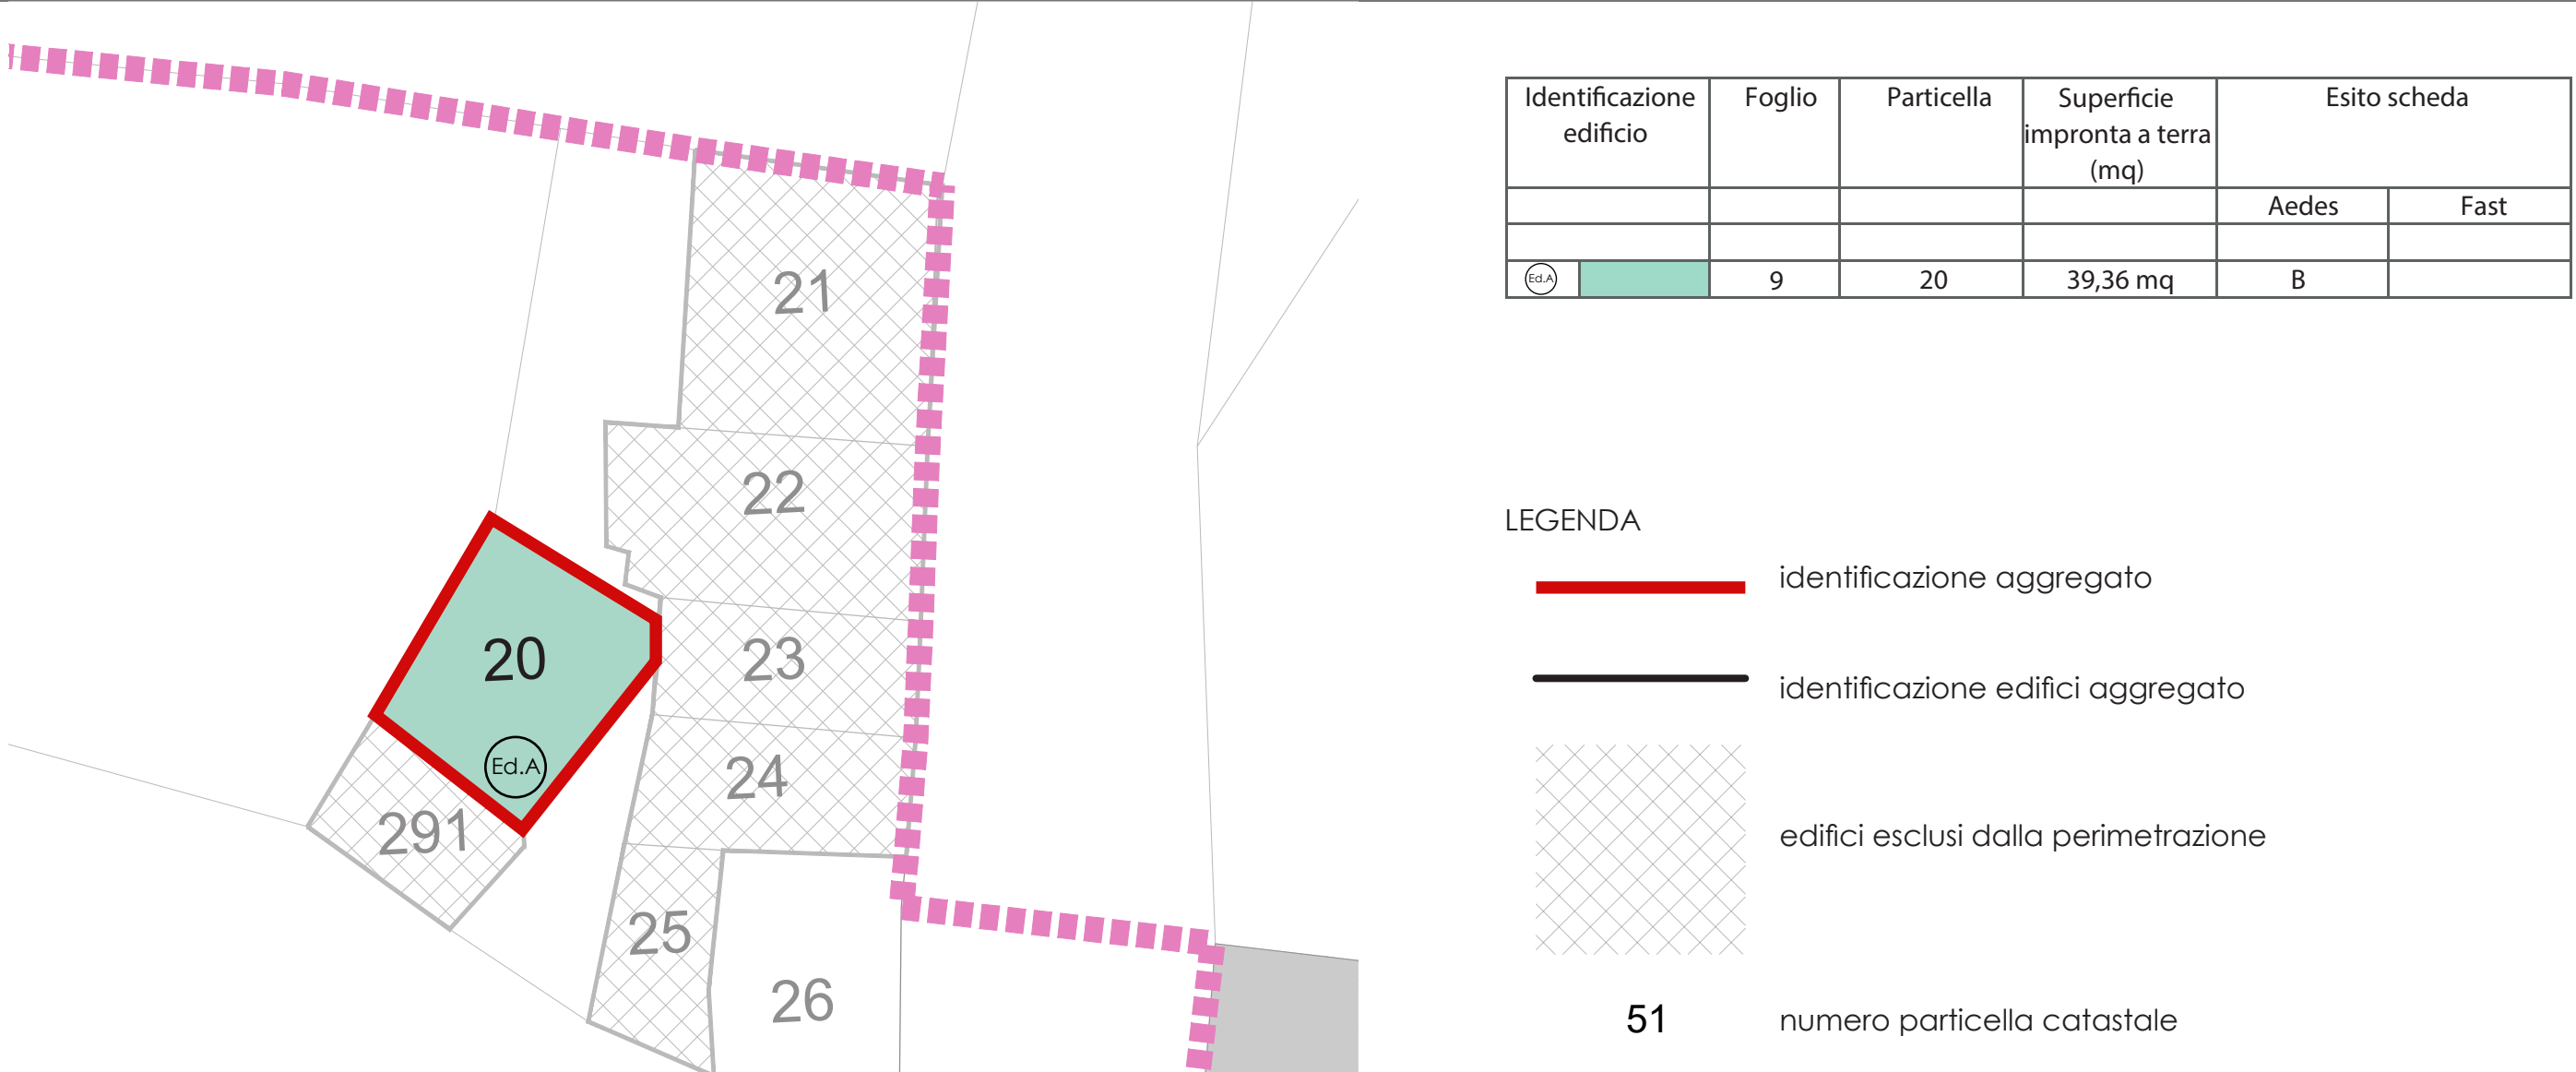 21
22
20
23
Ed.A
24
291
25
26
Identificazione edificio Foglio Particella Superficie impronta a terra (mq) Esito scheda
Aedes Fast
Ed.A 9 20 39,36 mq B
LEGENDA
identificazione aggregato
identificazione edifici aggregato
edifici esclusi dalla perimetrazione
51 numero particella catastale